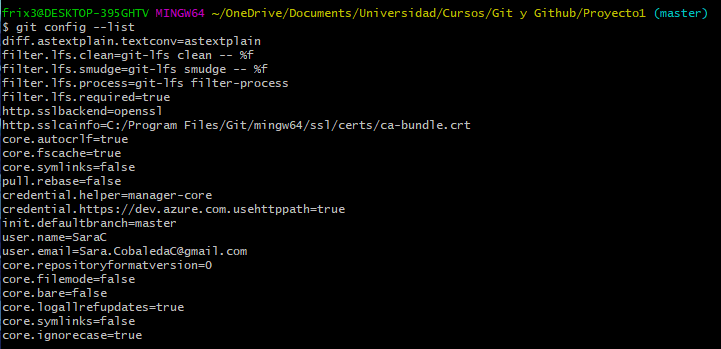 frix3@DESKTOP-395GHTV MINGW64 ~/OneDrive/Documents/Universidad/Cursos/Git y Github/Proyecto1 (master)
$ git config --list
diff.astextplain.textconv=astextplain
filter.lfs.clean=git-lfs clean -- %f
filter.lfs.smudge=git-lfs smudge -- %f
filter.lfs.process=git-lfs filter-process
filter.lfs.required=true
http.sslbackend=openssl
http.sslcainfo=C:/Program Files/Git/mingw64/ssl/certs/ca-bundle.crt
core.autocrlf=true
core.fscache=true
core.symlinks=false
pull.rebase=false
credential.helper=manager-core
credential.https://dev.azure.com.usehttppath=true
init.defaultbranch=master
user.name=SaraC
user.email=Sara.CobaledaC@gmail.com
core.repositoryformatversion=0
core.filemode=false
core.bare=false
core.logallrefupdates=true
core.symlinks=false
core.ignorecase=true